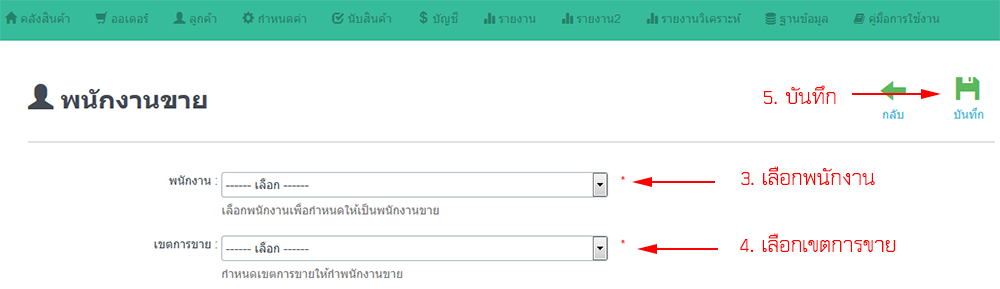 คลังสินค้า ออเดอร์ ลูกค้า กำหนดค่า นับสินค้า $ บัญชี รายงาน รายงาน2 รายงานวิเคราะห์ ฐานข้อมูล คู่มือการใช้งาน
พนักงานขาย
5. บันทึก
กลับ บันทึก
พนักงาน : ------ เลือก ------ * 3. เลือกพนักงาน
เลือกพนักงานเพื่อกำหนดให้เป็นพนักงานขาย
เขตการขาย : ------ เลือก ------ * 4. เลือกเขตการขาย
กำหนดเขตการขายให้กำพนักงานขาย